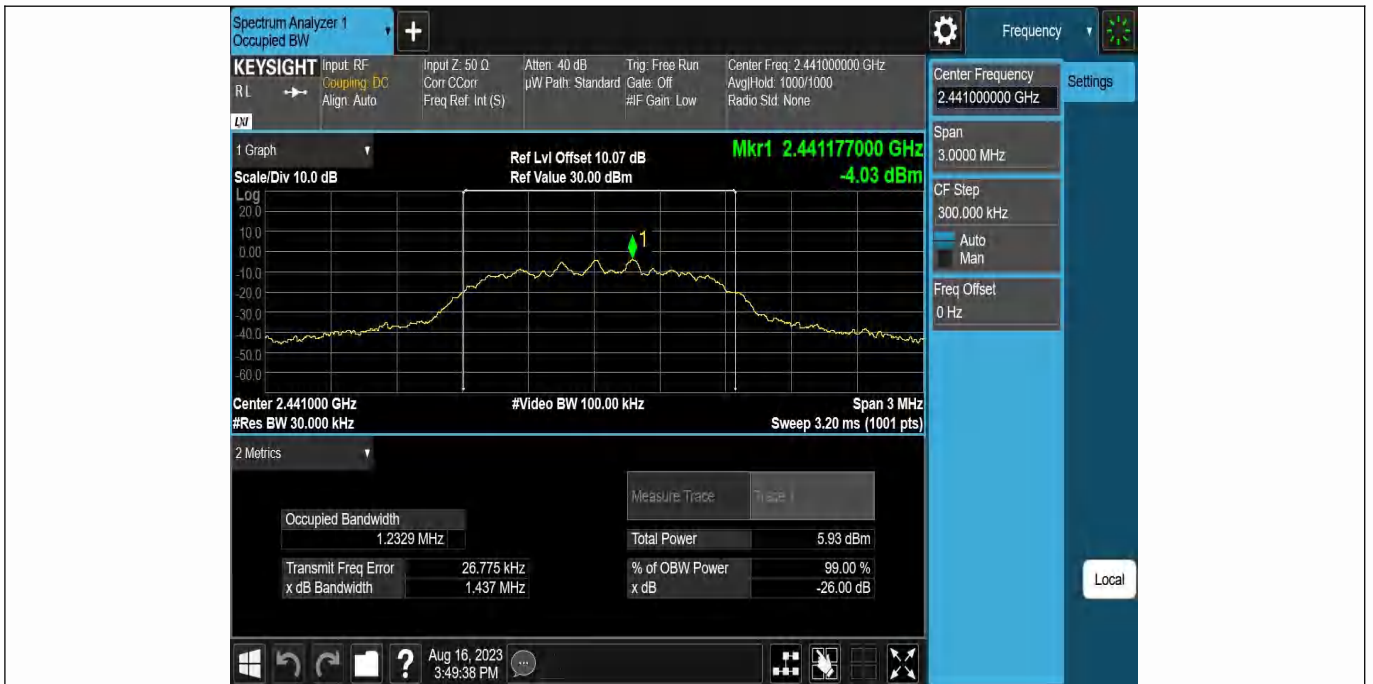 Spectrum Analyzer 1
Occupied BW
+
Frequency
KEYSIGHT
R L
LXI
Input: RF
Coupling: DC
Align: Auto
Input Z: 50 Ω
Corr CCorr
Freq Ref: Int (S)
Atten: 40 dB
µW Path: Standard
Trig: Free Run
Gate: Off
#IF Gain: Low
Center Freq: 2.441000000 GHz
Avg|Hold: 1000/1000
Radio Std: None
Center Frequency
2.441000000 GHz
Settings
Span
3.0000 MHz
CF Step
300.000 kHz
Auto
Man
Freq Offset
0 Hz
Local
1 Graph
Scale/Div 10.0 dB
Ref Lvl Offset 10.07 dB
Ref Value 30.00 dBm
Mkr1 2.441177000 GHz
-4.03 dBm
Log
20.0
10.0
0.00
-10.0
-20.0
-30.0
-40.0
-50.0
-60.0
1
Center 2.441000 GHz
#Video BW 100.00 kHz
Span 3 MHz
#Res BW 30.000 kHz
Sweep 3.20 ms (1001 pts)
2 Metrics
Measure Trace
Trace 1
Occupied Bandwidth
1.2329 MHz
Total Power 5.93 dBm
Transmit Freq Error 26.775 kHz
% of OBW Power 99.00 %
x dB Bandwidth 1.437 MHz
x dB -26.00 dB
?
Aug 16, 2023
3:49:38 PM